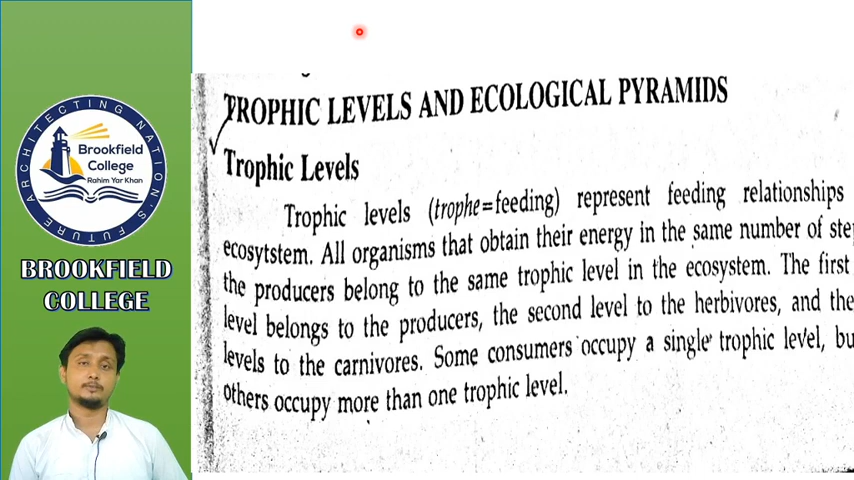 ARCHITECTING NATION'S FUTURE
Brookfield
College
Rahim Yar Khan
BROOKFIELD
COLLEGE
TROPHIC LEVELS AND ECOLOGICAL PYRAMIDS
Trophic Levels
Trophic levels (trophe=feeding) represent feeding relationships
ecosytstem. All organisms that obtain their energy in the same number of
the producers belong to the same trophic level in the ecosystem. The first
level belongs to the producers, the second level to the herbivores, and the
levels to the carnivores. Some consumers occupy a single trophic level,
others occupy more than one trophic level.